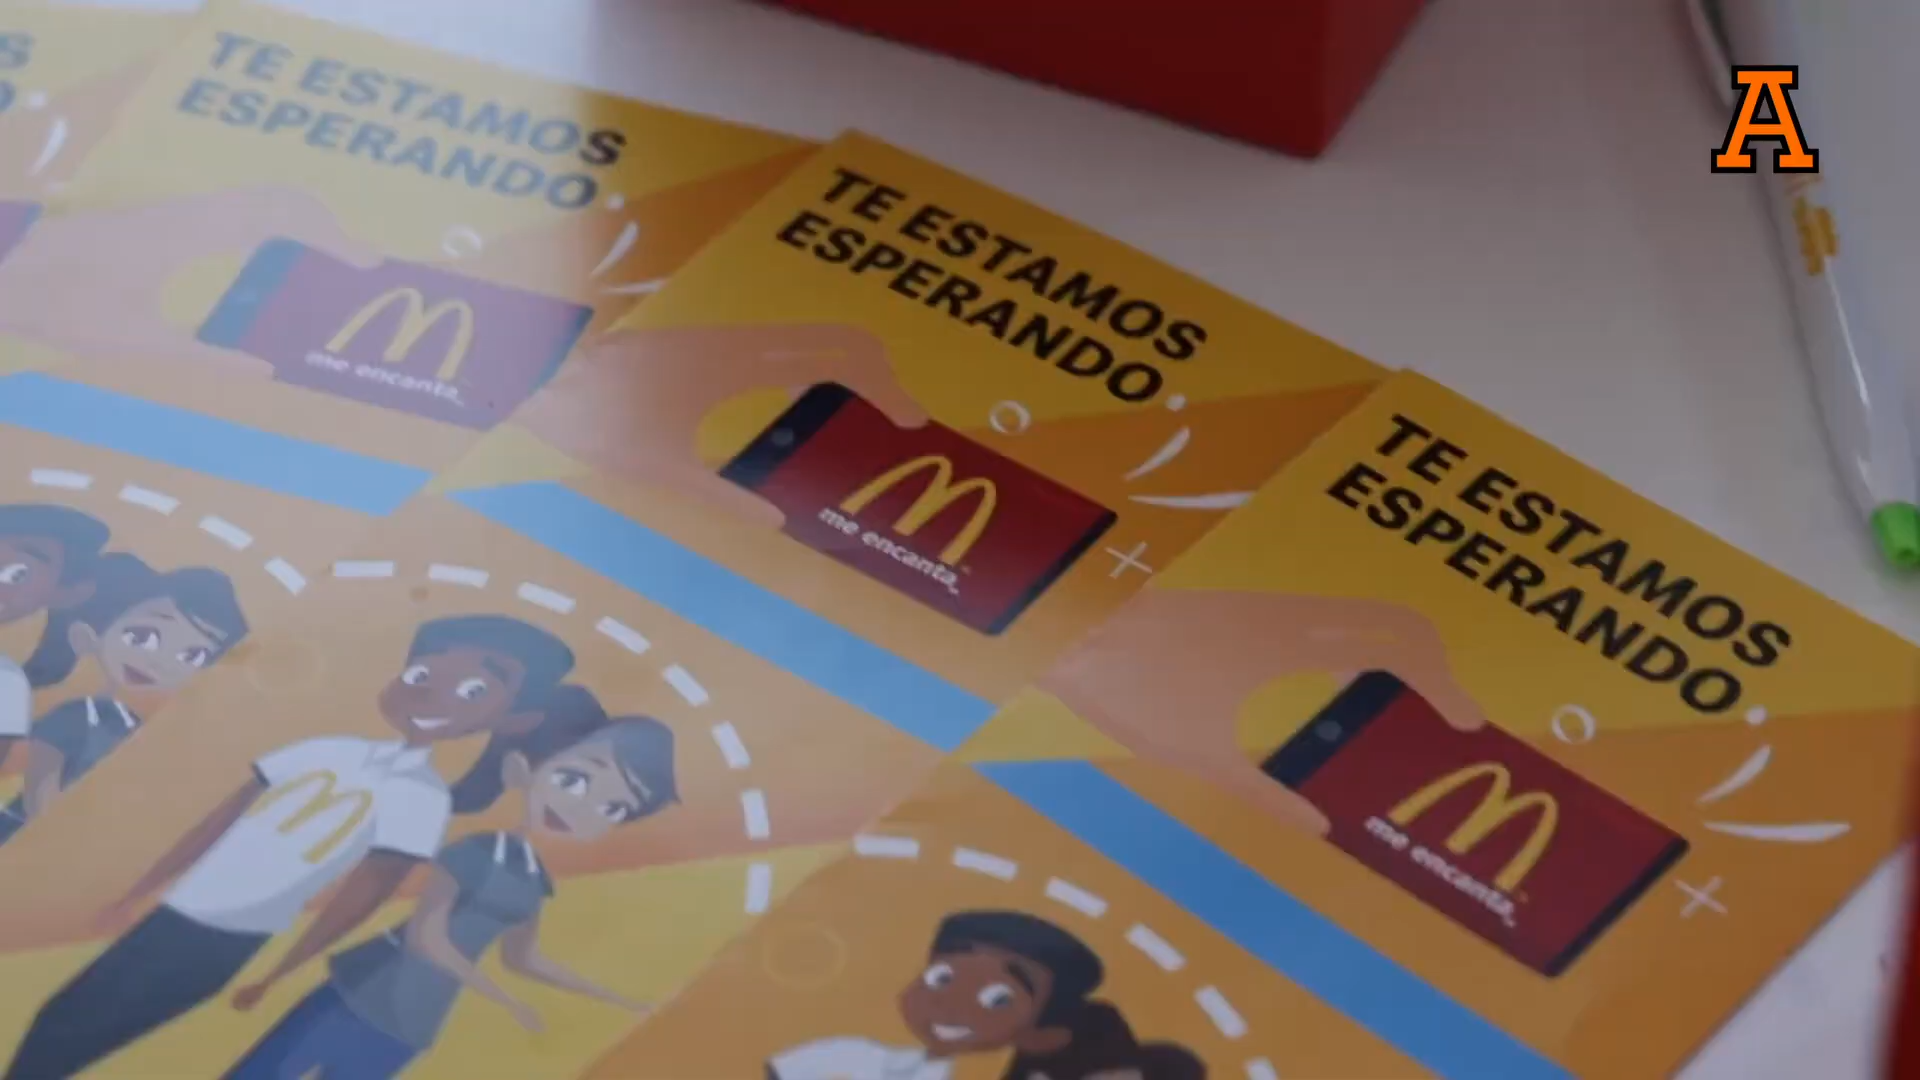 S
O
TE ESTAMOS
ESPERANDO
me encanta
TE ESTAMOS
ESPERANDO
me encanta
TE ESTAMOS
ESPERANDO
me encanta
A